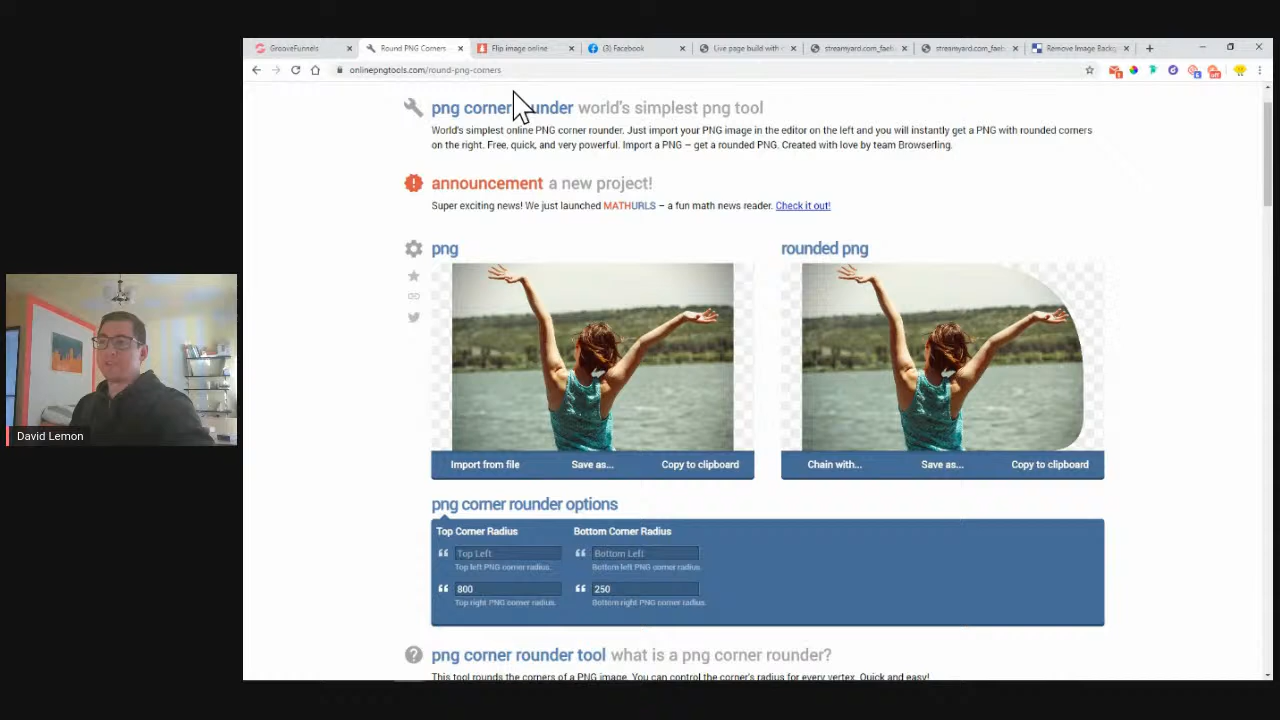 GrooveFunnels
Round PNG Corners
Flip image online
(3) Facebook
Live page build with
streamyard.com_faeb
streamyard.com_faeb
Remove Image Backg
onlinepngtools.com/round-png-corners
png corner rounder world's simplest png tool
World's simplest online PNG corner rounder. Just import your PNG image in the editor on the left and you will instantly get a PNG with rounded corners
on the right. Free, quick, and very powerful. Import a PNG – get a rounded PNG. Created with love by team Browserling.
announcement a new project!
Super exciting news! We just launched MATHURLS – a fun math news reader. Check it out!
png
rounded png
Import from file
Save as...
Copy to clipboard
Chain with...
Save as...
Copy to clipboard
png corner rounder options
Top Corner Radius
Bottom Corner Radius
Top Left
Bottom Left
Top left PNG corner radius.
Bottom left PNG corner radius.
800
250
Top right PNG corner radius.
Bottom right PNG corner radius.
png corner rounder tool what is a png corner rounder?
This tool rounds the corners of a PNG image. You can control the corner's radius for every vertex. Quick and easy!
David Lemon